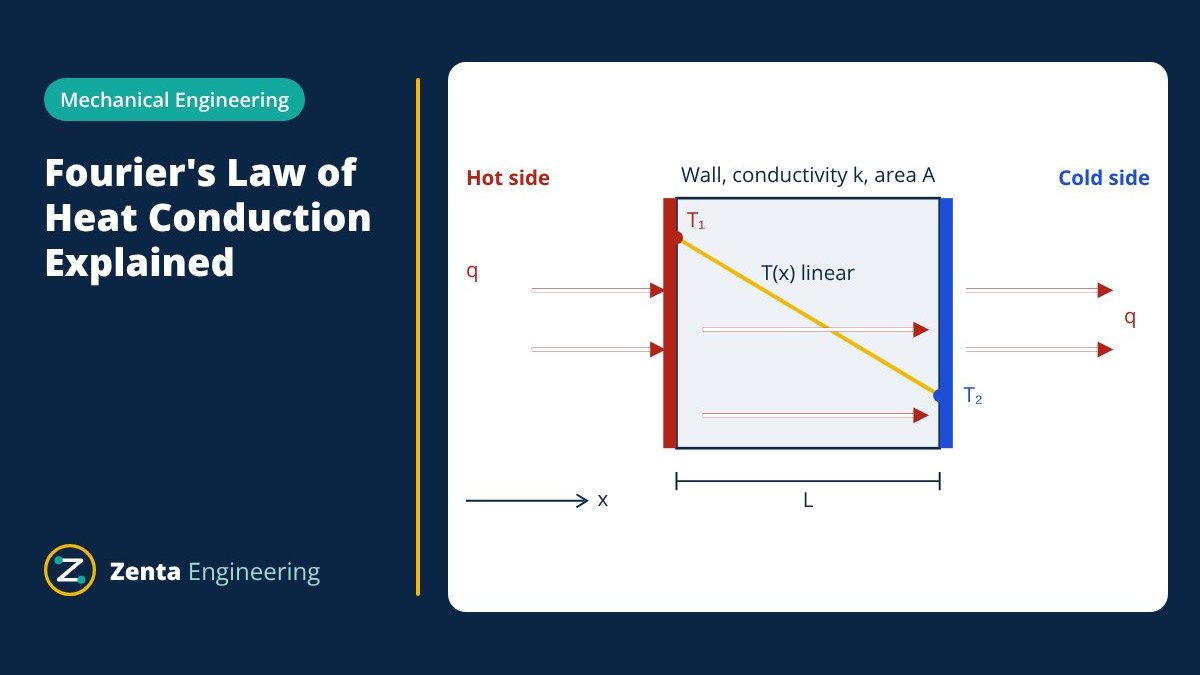 Mechanical Engineering
Fourier's Law of
Heat Conduction
Explained
Zenta Engineering
Hot side
Wall, conductivity k, area A
Cold side
T₁
q
T(x) linear
q
T₂
x
L